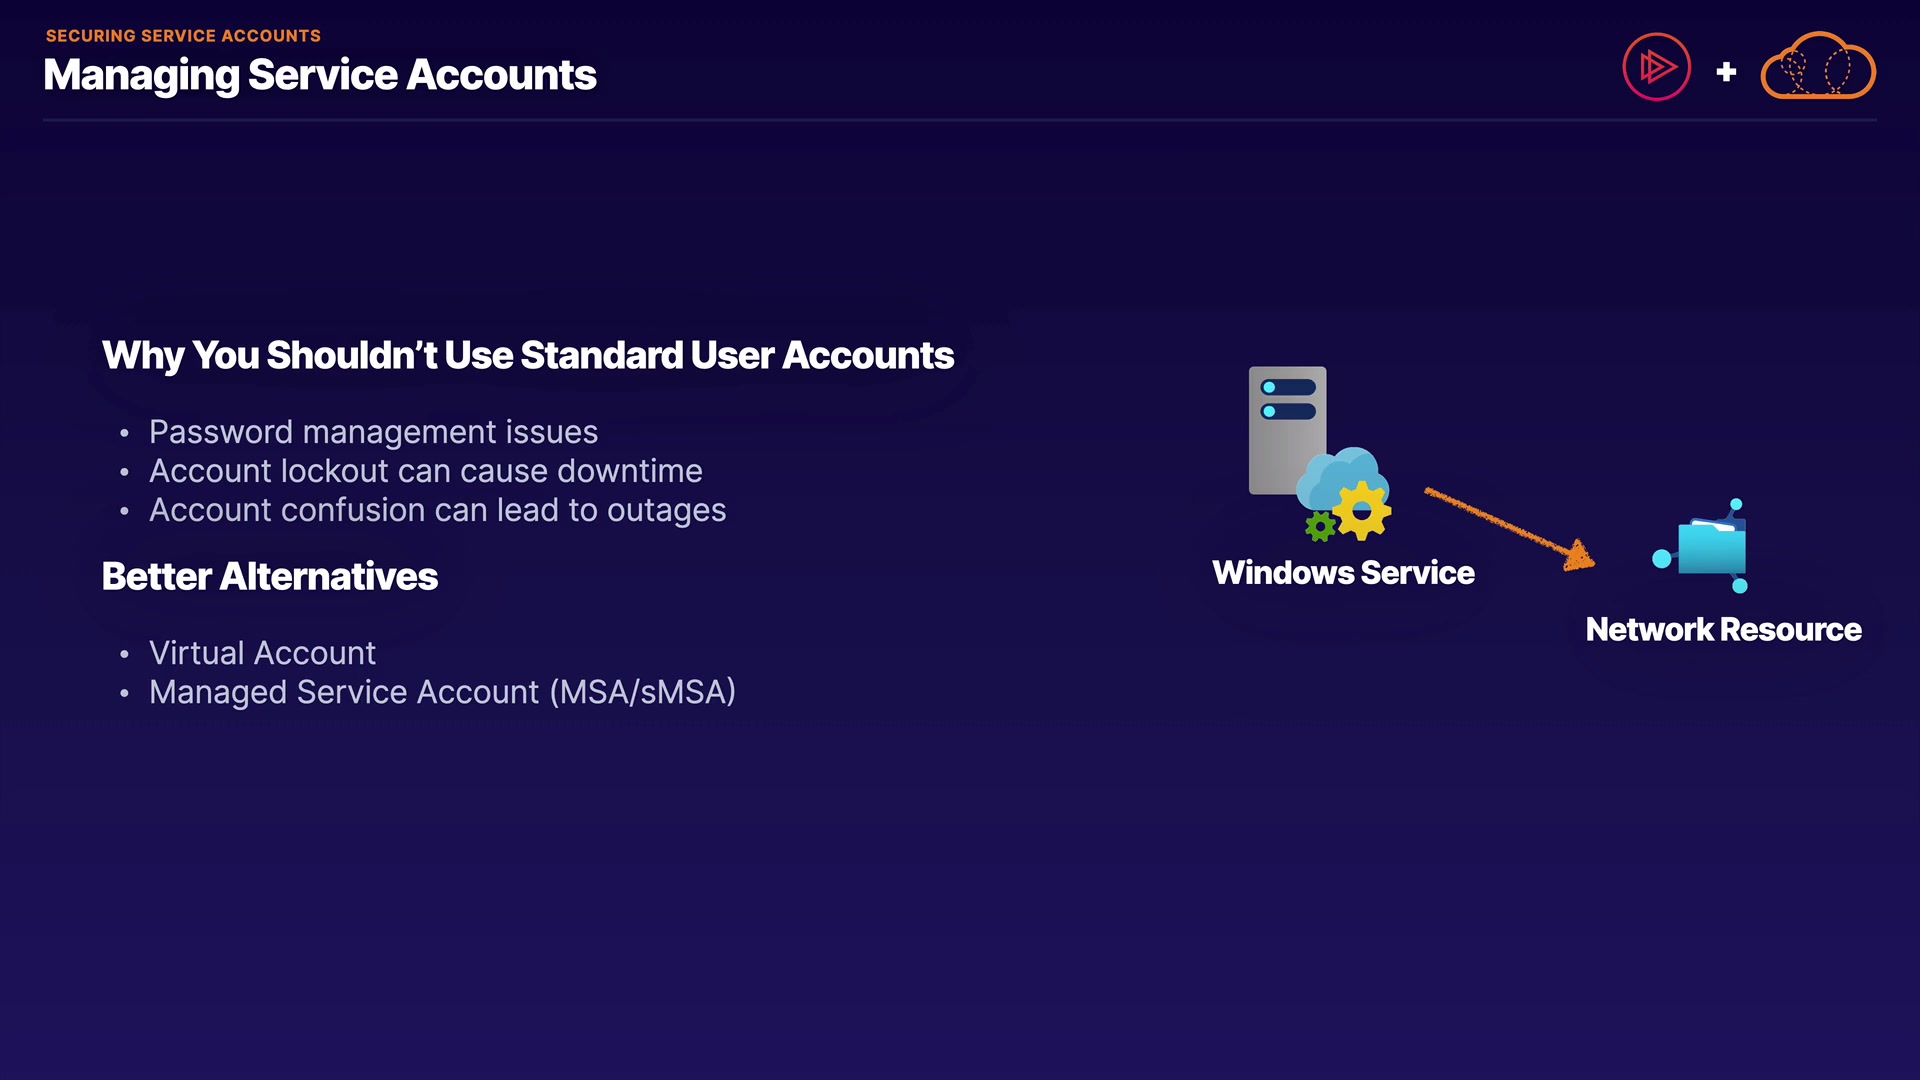 SECURING SERVICE ACCOUNTS
Managing Service Accounts
Why You Shouldn’t Use Standard User Accounts
• Password management issues
• Account lockout can cause downtime
• Account confusion can lead to outages
Better Alternatives
• Virtual Account
• Managed Service Account (MSA/sMSA)
Windows Service
Network Resource